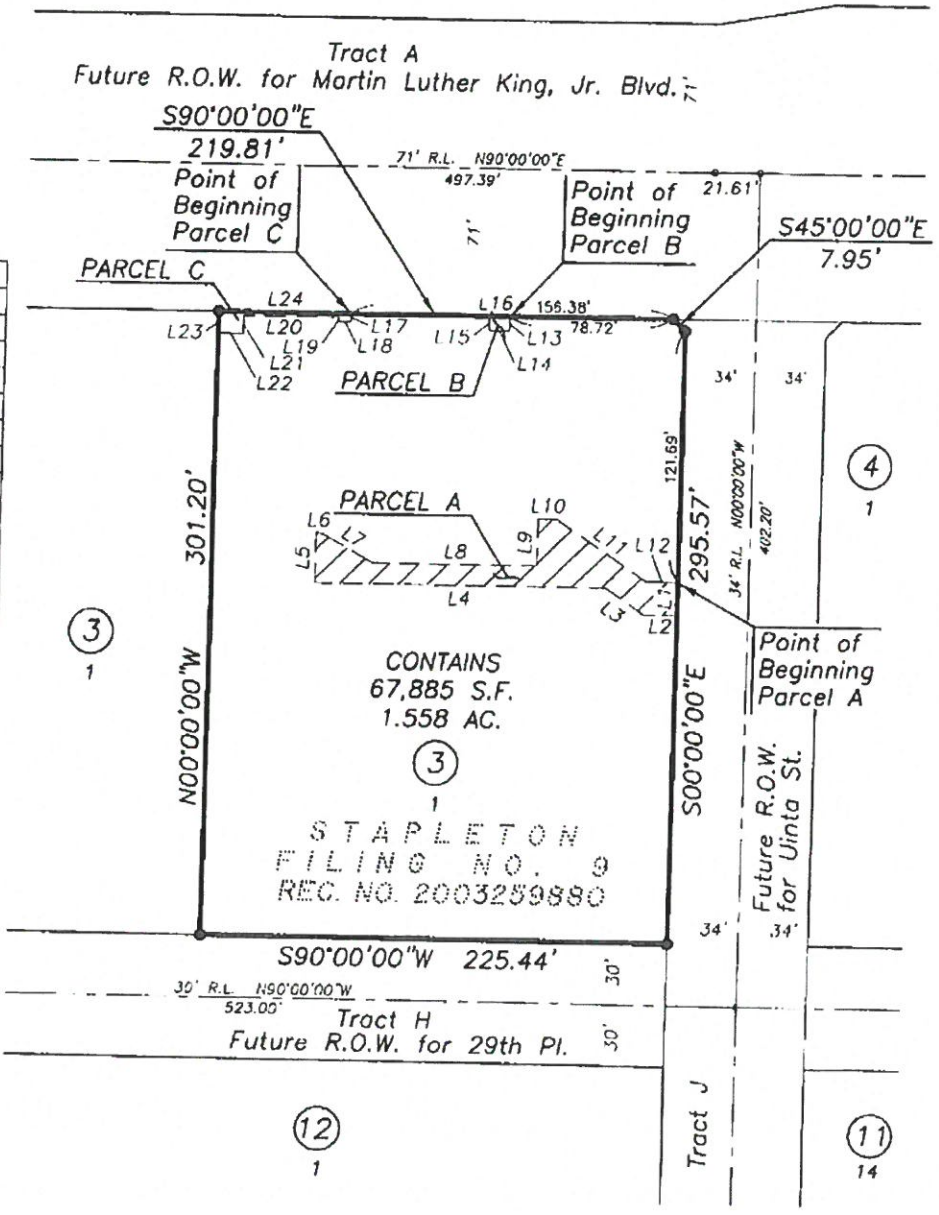 Tract A
Future R.O.W. for Martin Luther King, Jr. Blvd.
71'
S90°00'00"E
219.81'
71' R.L. N90°00'00"E
497.39'
21.61'
Point of
Beginning
Parcel C
71'
Point of
Beginning
Parcel B
S45°00'00"E
7.95'
PARCEL C
L24
L16
156.38'
L23
L20
L17
L15
L13
78.72'
L19
L18
L14
L21
L22
PARCEL B
34'
34'
121.69'
4
1
301.20'
PARCEL A
L10
L6
L7
L5
L8
L9
L11
L12
L4
L3
L1
L2
295.57'
34' R.L. N00°00'00"W
402.20'
3
1
Point of
Beginning
Parcel A
CONTAINS
67,885 S.F.
1.558 AC.
N00°00'00"W
S00°00'00"E
3
1
Future R.O.W.
for Uinta St.
STAPLETON
FILING NO. 9
REC. NO. 2003259880
34'
34'
S90°00'00"W 225.44'
30'
30' R.L. N90°00'00"W
523.00'
Tract H
Future R.O.W. for 29th Pl.
30'
Tract J
12
1
11
14